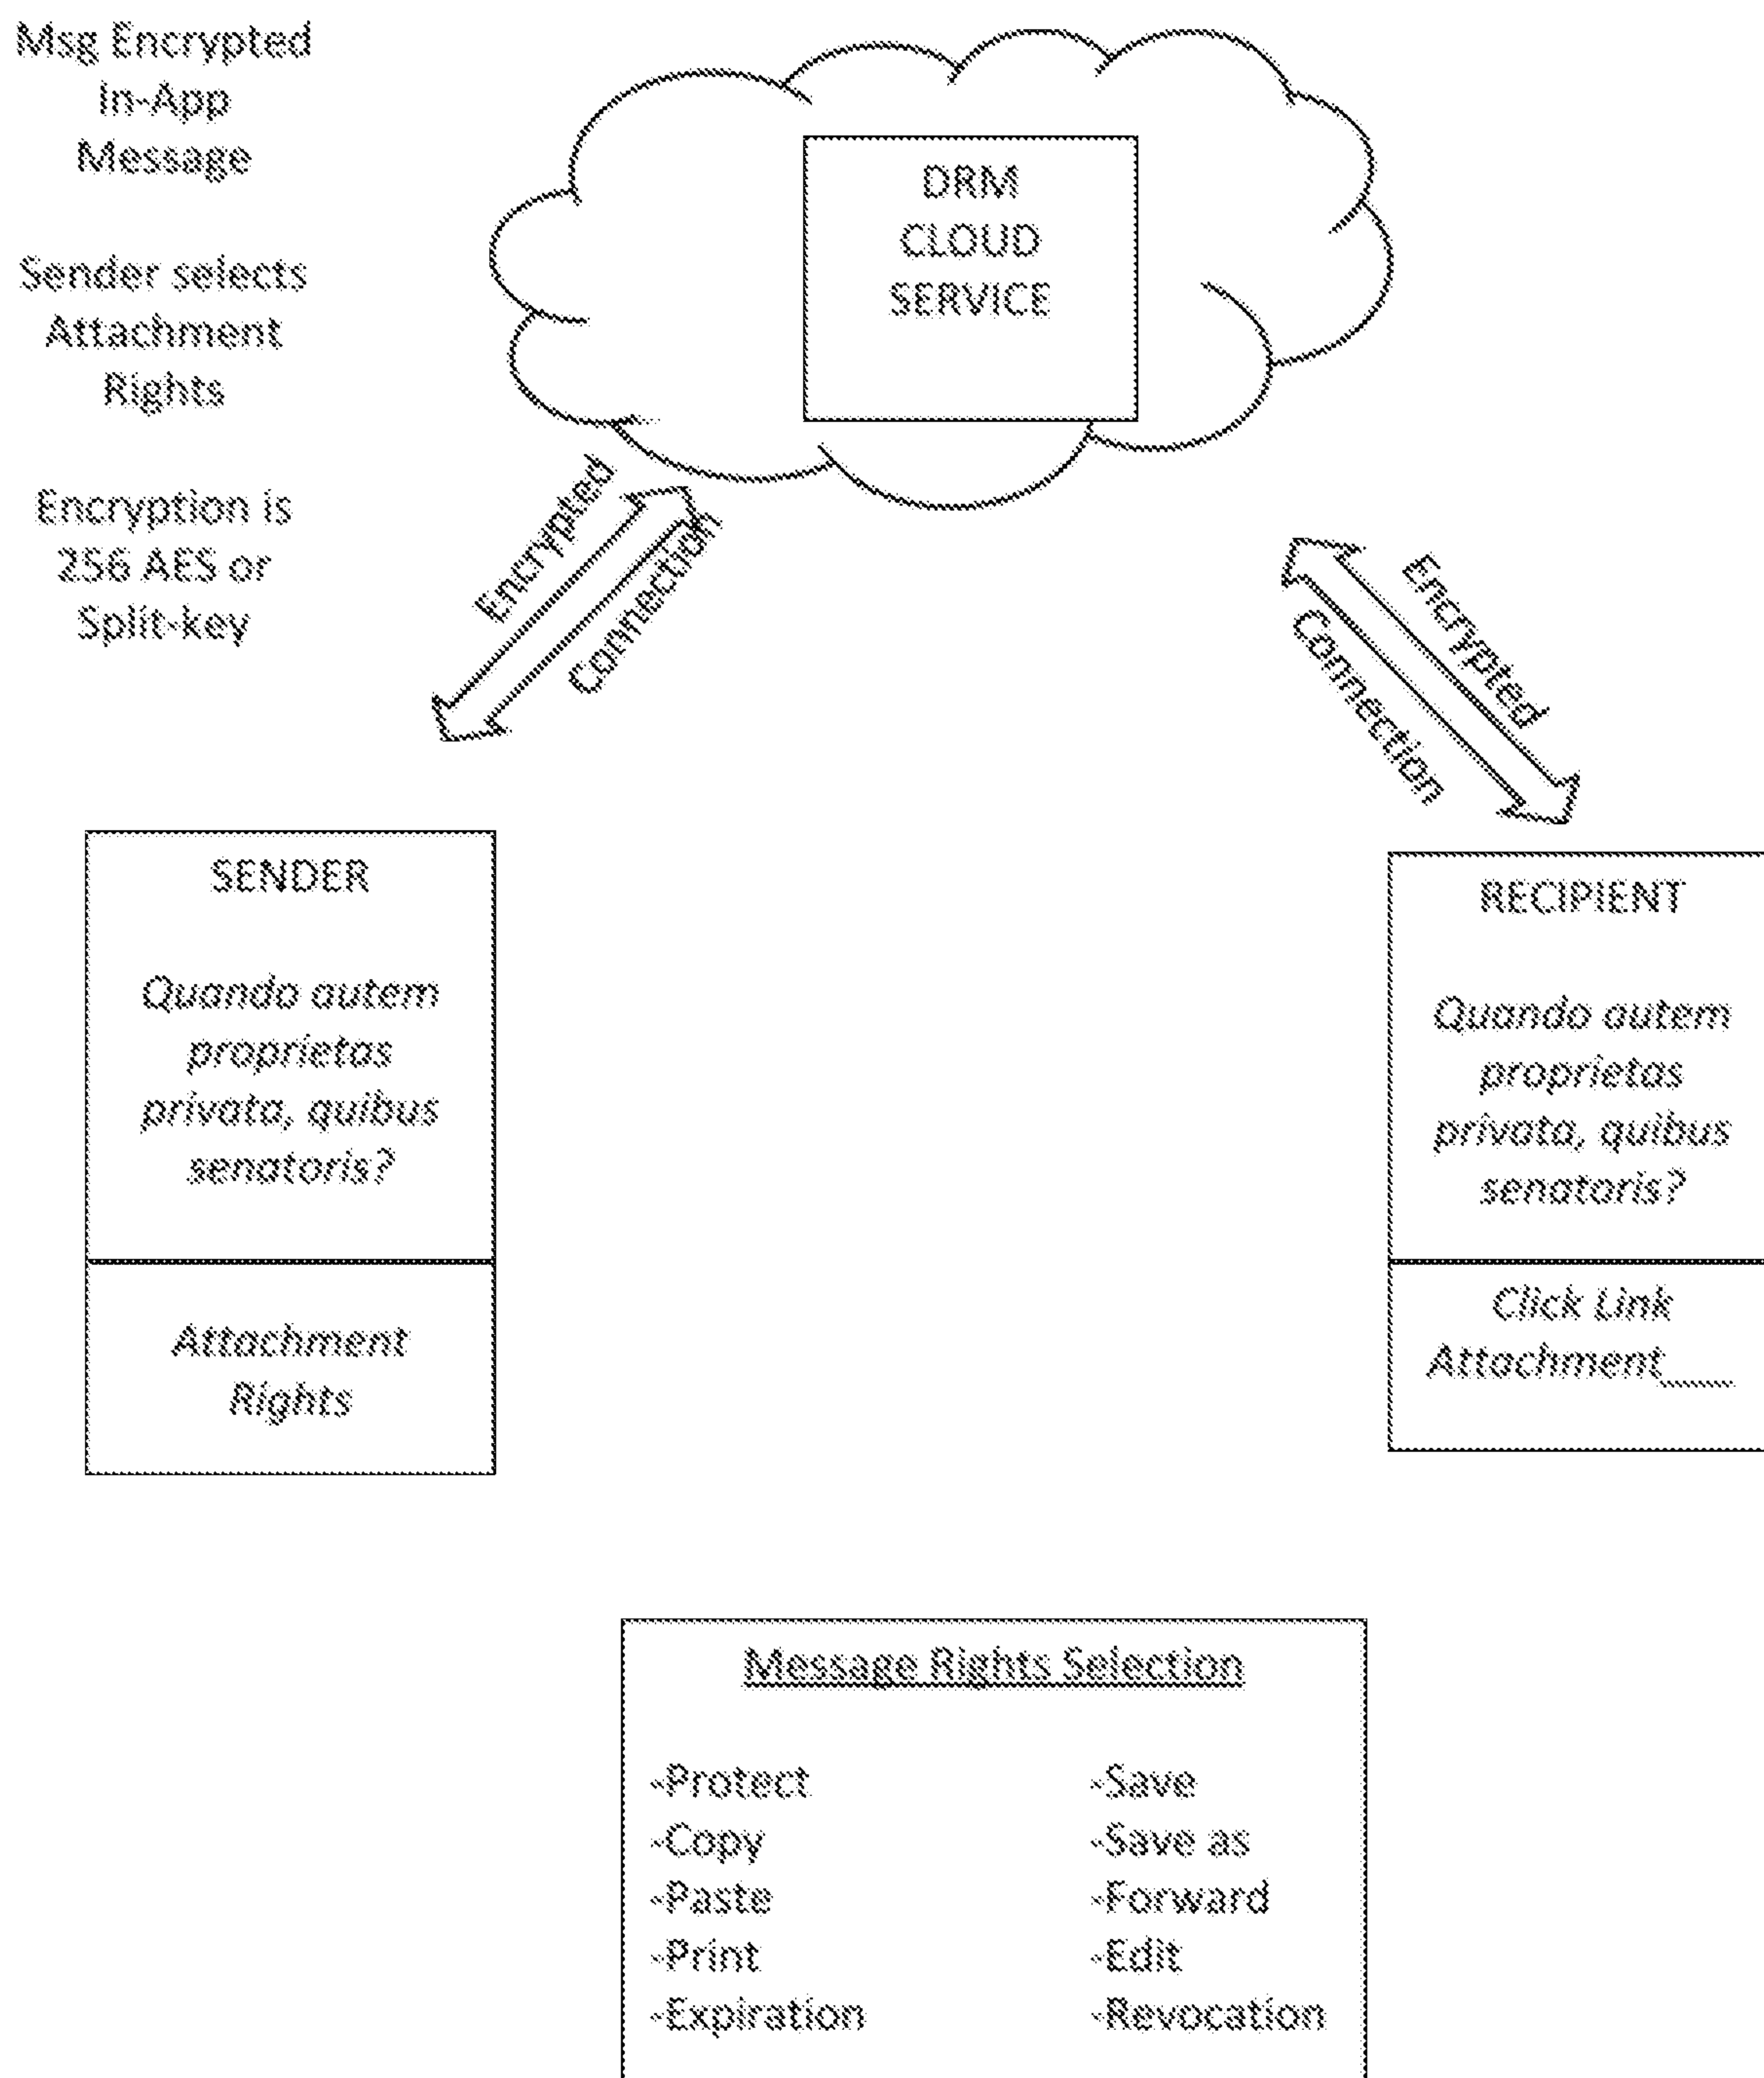 Msg Encrypted
In-App
Message
Sender selects
Attachment
Rights
Encryption is
256 AES or
Split-key
DRM
CLOUD
SERVICE
Encrypted
Connection
Encrypted
Connection
SENDER
Quando autem
proprietas
privata, quibus
senatoris?
Attachment
Rights
RECIPIENT
Quando autem
proprietas
privata, quibus
senatoris?
Click Link
Attachment____
Message Rights Selection
-Protect
-Copy
-Paste
-Print
-Expiration
-Save
-Save as
-Forward
-Edit
-Revocation